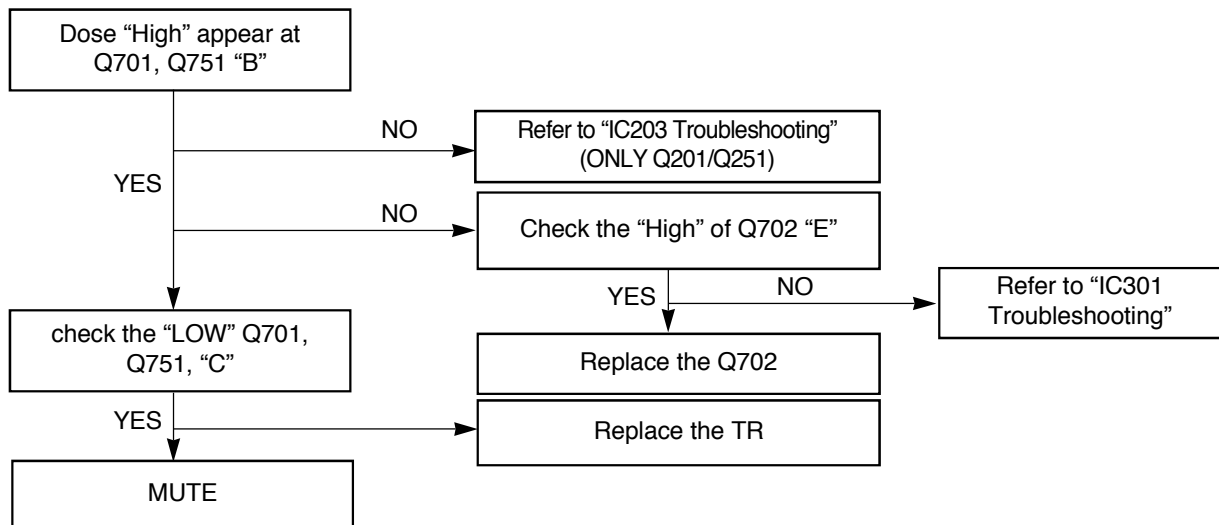 Dose “High” appear at
Q701, Q751 “B”
NO
Refer to “IC203 Troubleshooting”
(ONLY Q201/Q251)
YES
NO
Check the “High” of Q702 “E”
YES
NO
Refer to “IC301
Troubleshooting”
check the “LOW” Q701,
Q751, “C”
Replace the Q702
YES
Replace the TR
MUTE